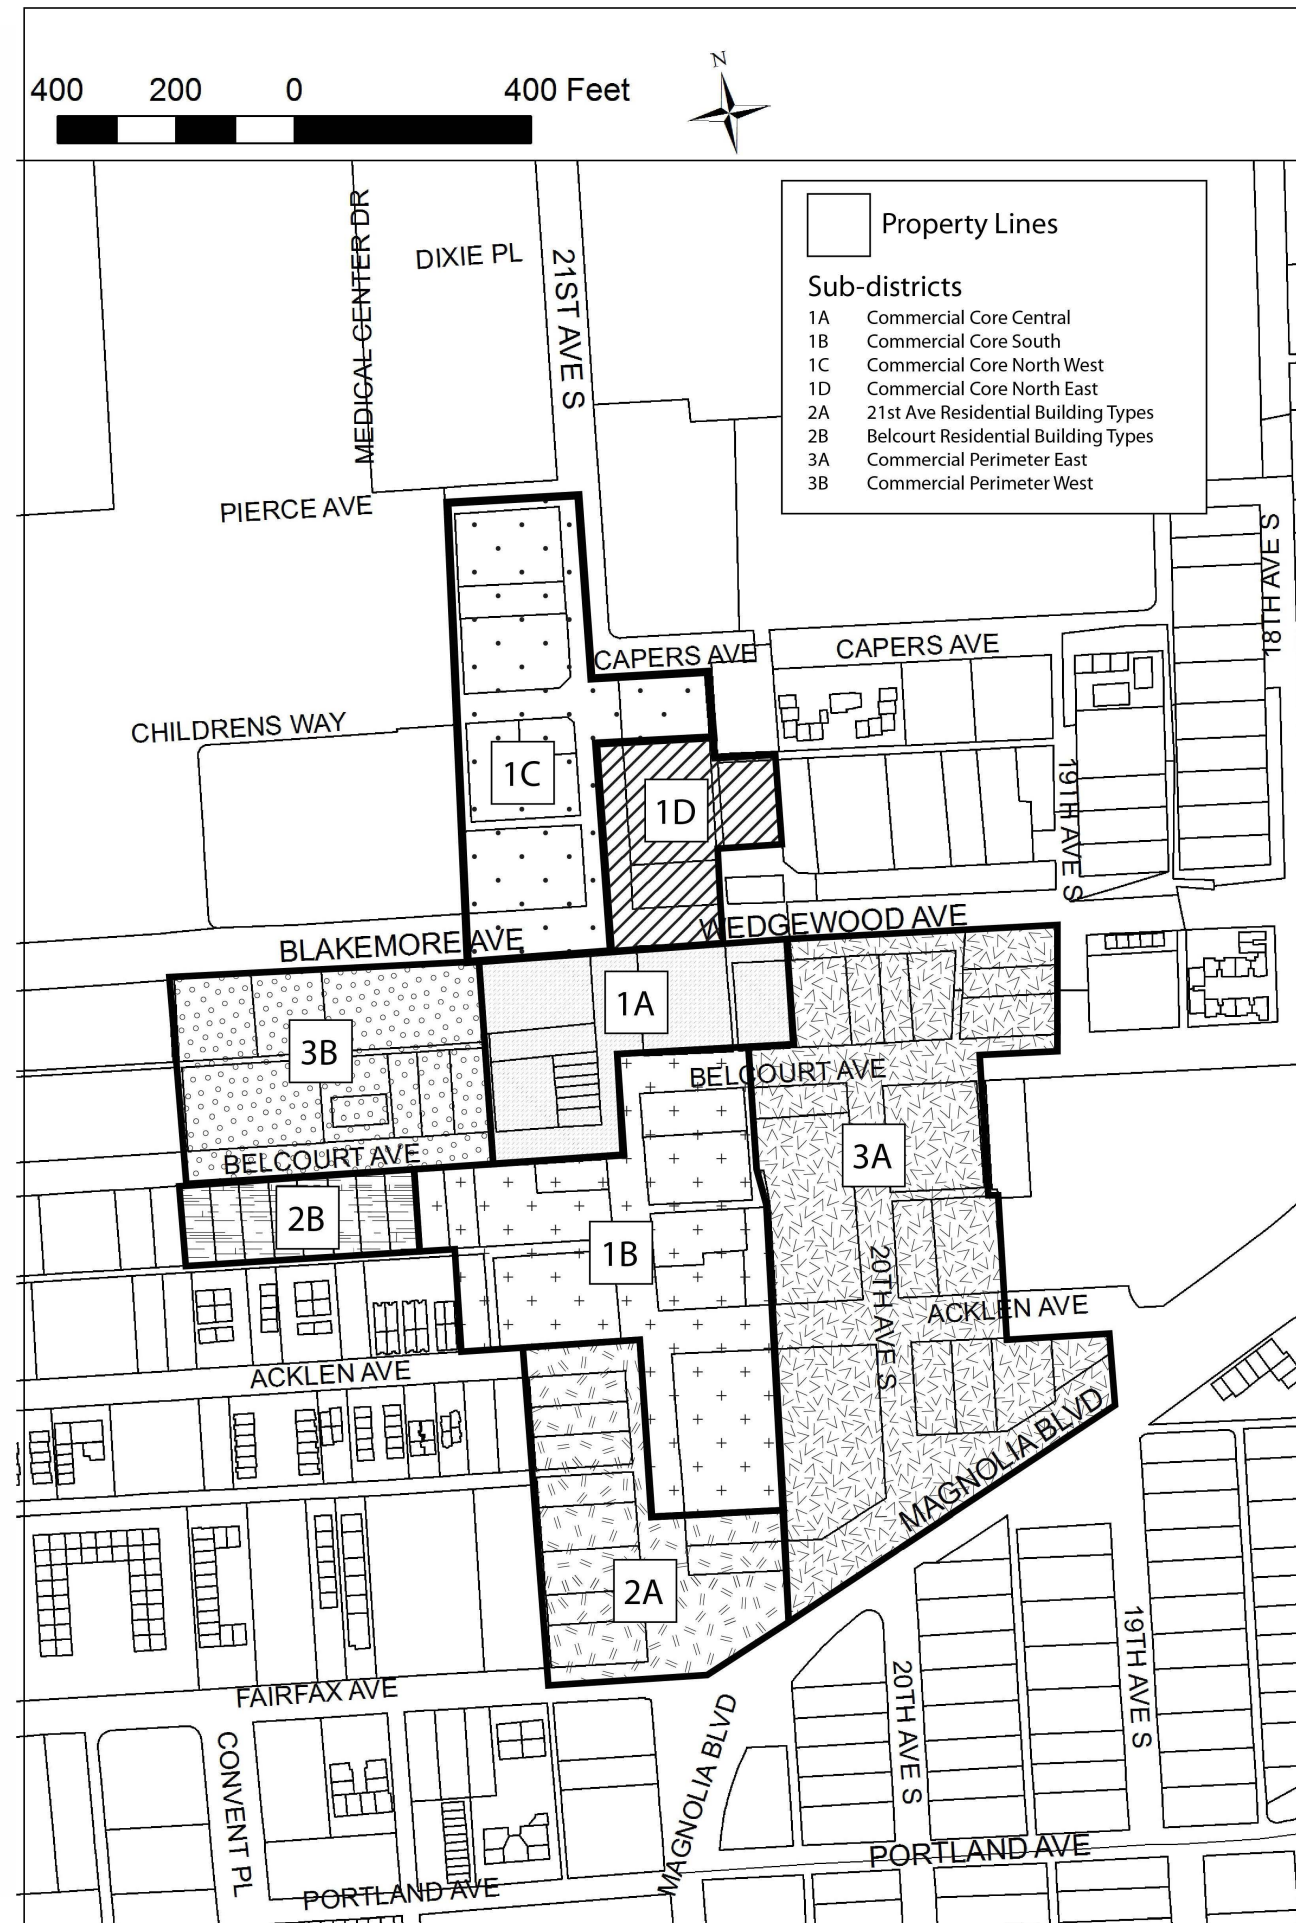 N
400 200 0 400 Feet
Property Lines
Sub-districts
1A Commercial Core Central
1B Commercial Core South
1C Commercial Core North West
1D Commercial Core North East
2A 21st Ave Residential Building Types
2B Belcourt Residential Building Types
3A Commercial Perimeter East
3B Commercial Perimeter West
MEDICAL CENTER DR
DIXIE PL
21ST AVE S
PIERCE AVE
18TH AVE S
CAPERS AVE
CAPERS AVE
CHILDRENS WAY
1C
1D
19TH AVE S
WEDGEWOOD AVE
BLAKEMORE AVE
1A
3B
BELCOURT AVE
3A
BELCOURT AVE
2B
1B
20TH AVE S
ACKLEN AVE
ACKLEN AVE
MAGNOLIA BLVD
2A
FAIRFAX AVE
19TH AVE S
20TH AVE S
CONVENT PL
MAGNOLIA BLVD
PORTLAND AVE
PORTLAND AVE